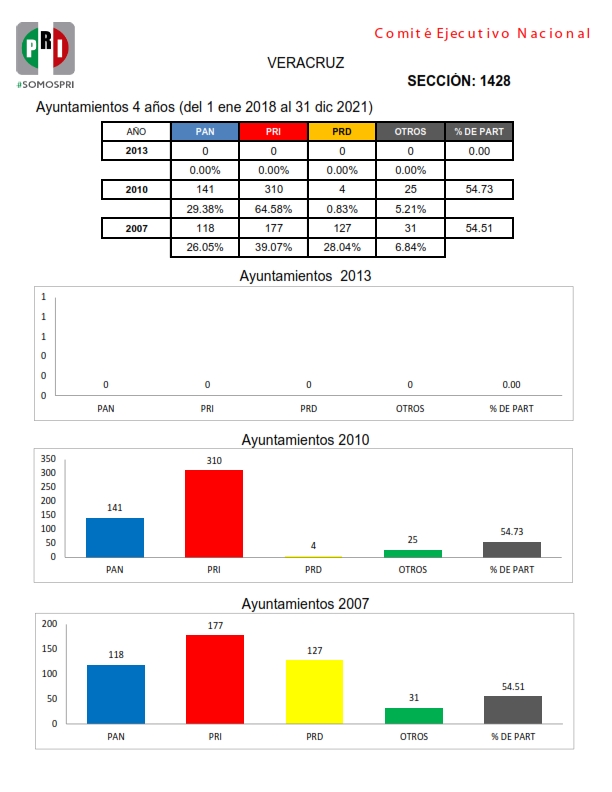 Comité Ejecutivo Nacional
PRI
#SOMOSPRI
VERACRUZ
SECCIÓN: 1428
Ayuntamientos 4 años (del 1 ene 2018 al 31 dic 2021)
AÑO PAN PRI PRD OTROS % DE PART
2013 0 0 0 0 0.00
0.00% 0.00% 0.00% 0.00%
2010 141 310 4 25 54.73
29.38% 64.58% 0.83% 5.21%
2007 118 177 127 31 54.51
26.05% 39.07% 28.04% 6.84%
Ayuntamientos 2013
1
1
1
0
0
0
0 0 0 0 0.00
PAN PRI PRD OTROS % DE PART
Ayuntamientos 2010
350
300
250
200
150
100
50
0
141 310 4 25 54.73
PAN PRI PRD OTROS % DE PART
Ayuntamientos 2007
200
150
100
50
0
118 177 127 31 54.51
PAN PRI PRD OTROS % DE PART